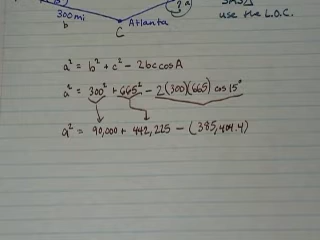 SAS Δ
use the L.O.C.
300 mi
b
Atlanta
C
a
a² = b² + c² - 2bc cos A
a² = 300² + 665² - 2(300)(665) cos 15°
a² = 90,000 + 442,225 - (385,404.4)